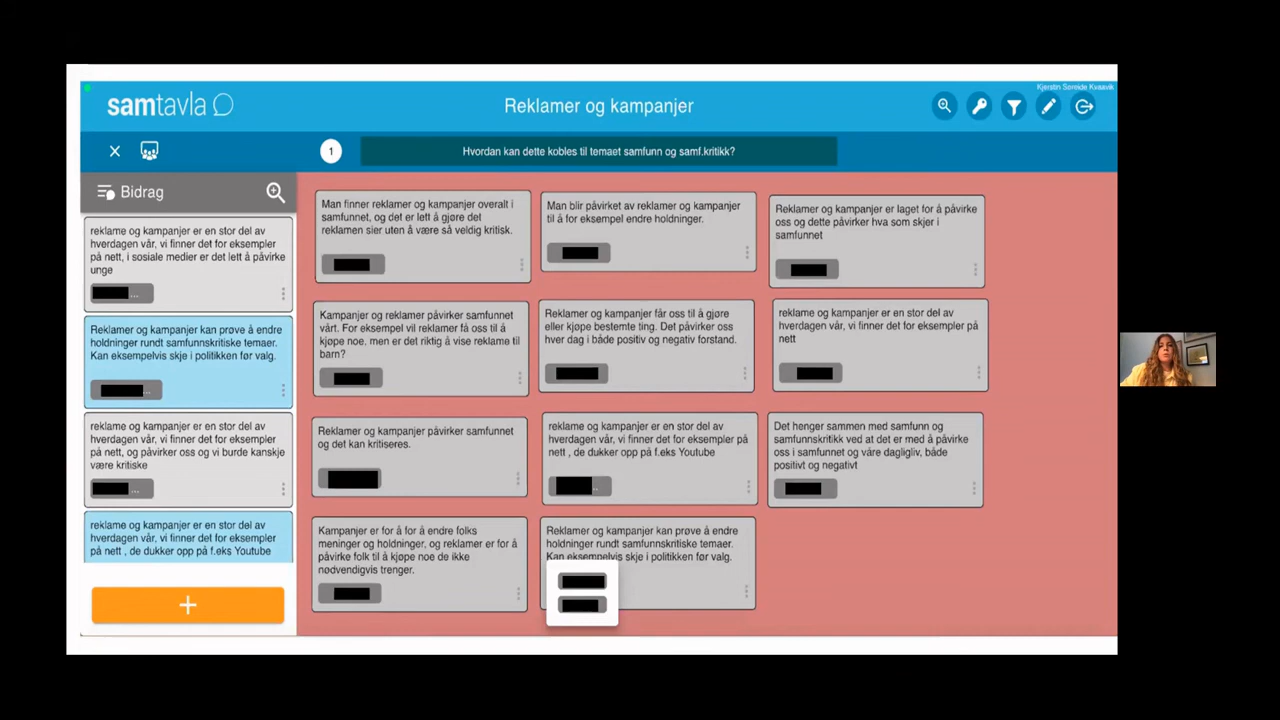 Kjerstin Søreide Kvaavik
samtavla
Reklamer og kampanjer
1
Hvordan kan dette kobles til temaet samfunn og samf.kritikk?
Bidrag
reklame og kampanjer er en stor del av
hverdagen vår, vi finner det for eksempler
på nett, i sosiale medier er det lett å påvirke
unge
...
Reklamer og kampanjer kan prøve å endre
holdninger rundt samfunnskritiske temaer.
Kan eksempelvis skje i politikken før valg.
...
reklame og kampanjer er en stor del av
hverdagen vår, vi finner det for eksempler
på nett, og påvirker oss og vi burde kanskje
være kritiske
...
reklame og kampanjer er en stor del av
hverdagen vår, vi finner det for eksempler
på nett , de dukker opp på f.eks Youtube
+
Man finner reklamer og kampanjer overalt i
samfunnet, og det er lett å gjøre det
reklamen sier uten å være så veldig kritisk.
Man blir påvirket av reklamer og kampanjer
til å for eksempel endre holdninger.
Reklamer og kampanjer er laget for å påvirke
oss og dette påvirker hva som skjer i
samfunnet
Kampanjer og reklamer påvirker samfunnet
vårt. For eksempel vil reklamer få oss til å
kjøpe noe. men er det riktig å vise reklame til
barn?
Reklamer og kampanjer får oss til å gjøre
eller kjøpe bestemte ting. Det påvirker oss
hver dag i både positiv og negativ forstand.
reklame og kampanjer er en stor del av
hverdagen vår, vi finner det for eksempler på
nett
Reklamer og kampanjer påvirker samfunnet
og det kan kritiseres.
reklame og kampanjer er en stor del av
hverdagen vår, vi finner det for eksempler på
nett , de dukker opp på f.eks Youtube
..
Det henger sammen med samfunn og
samfunnskritikk ved at det er med å påvirke
oss i samfunnet og våre dagligliv, både
positivt og negativt
Kampanjer er for å for å endre folks
meninger og holdninger, og reklamer er for å
påvirke folk til å kjøpe noe de ikke
nødvendigvis trenger.
Reklamer og kampanjer kan prøve å endre
holdninger rundt samfunnskritiske temaer.
Kan eksempelvis skje i politikken før valg.